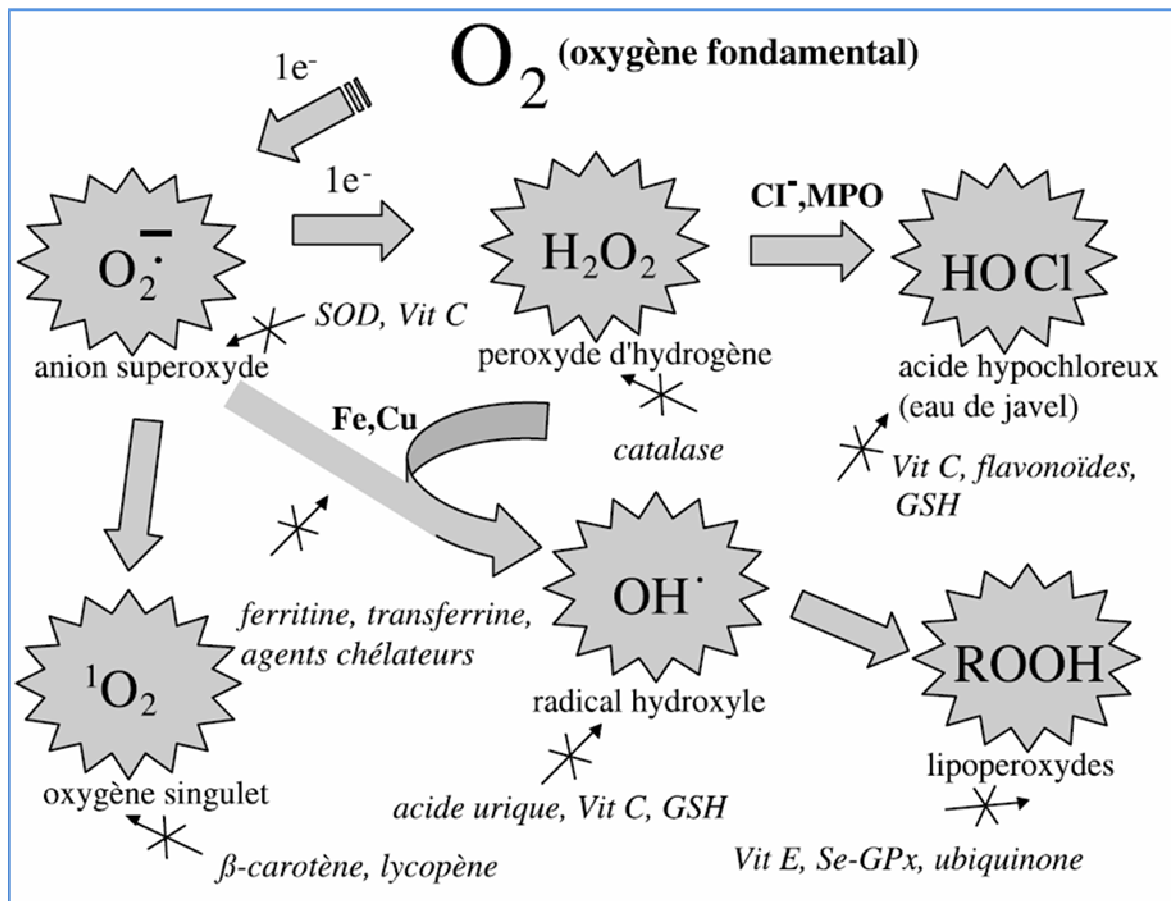 O₂ (oxygène fondamental)
1e⁻
1e⁻
Cl⁻,MPO
O₂•⁻
H₂O₂
HOCl
SOD, Vit C
anion superoxyde
peroxyde d'hydrogène
acide hypochloreux
(eau de javel)
Fe,Cu
catalase
Vit C, flavonoïdes,
GSH
OH•
ferritine, transferrine,
agents chélateurs
¹O₂
ROOH
radical hydroxyle
lipoperoxydes
oxygène singulet
acide urique, Vit C, GSH
ß-carotène, lycopène
Vit E, Se-GPx, ubiquinone